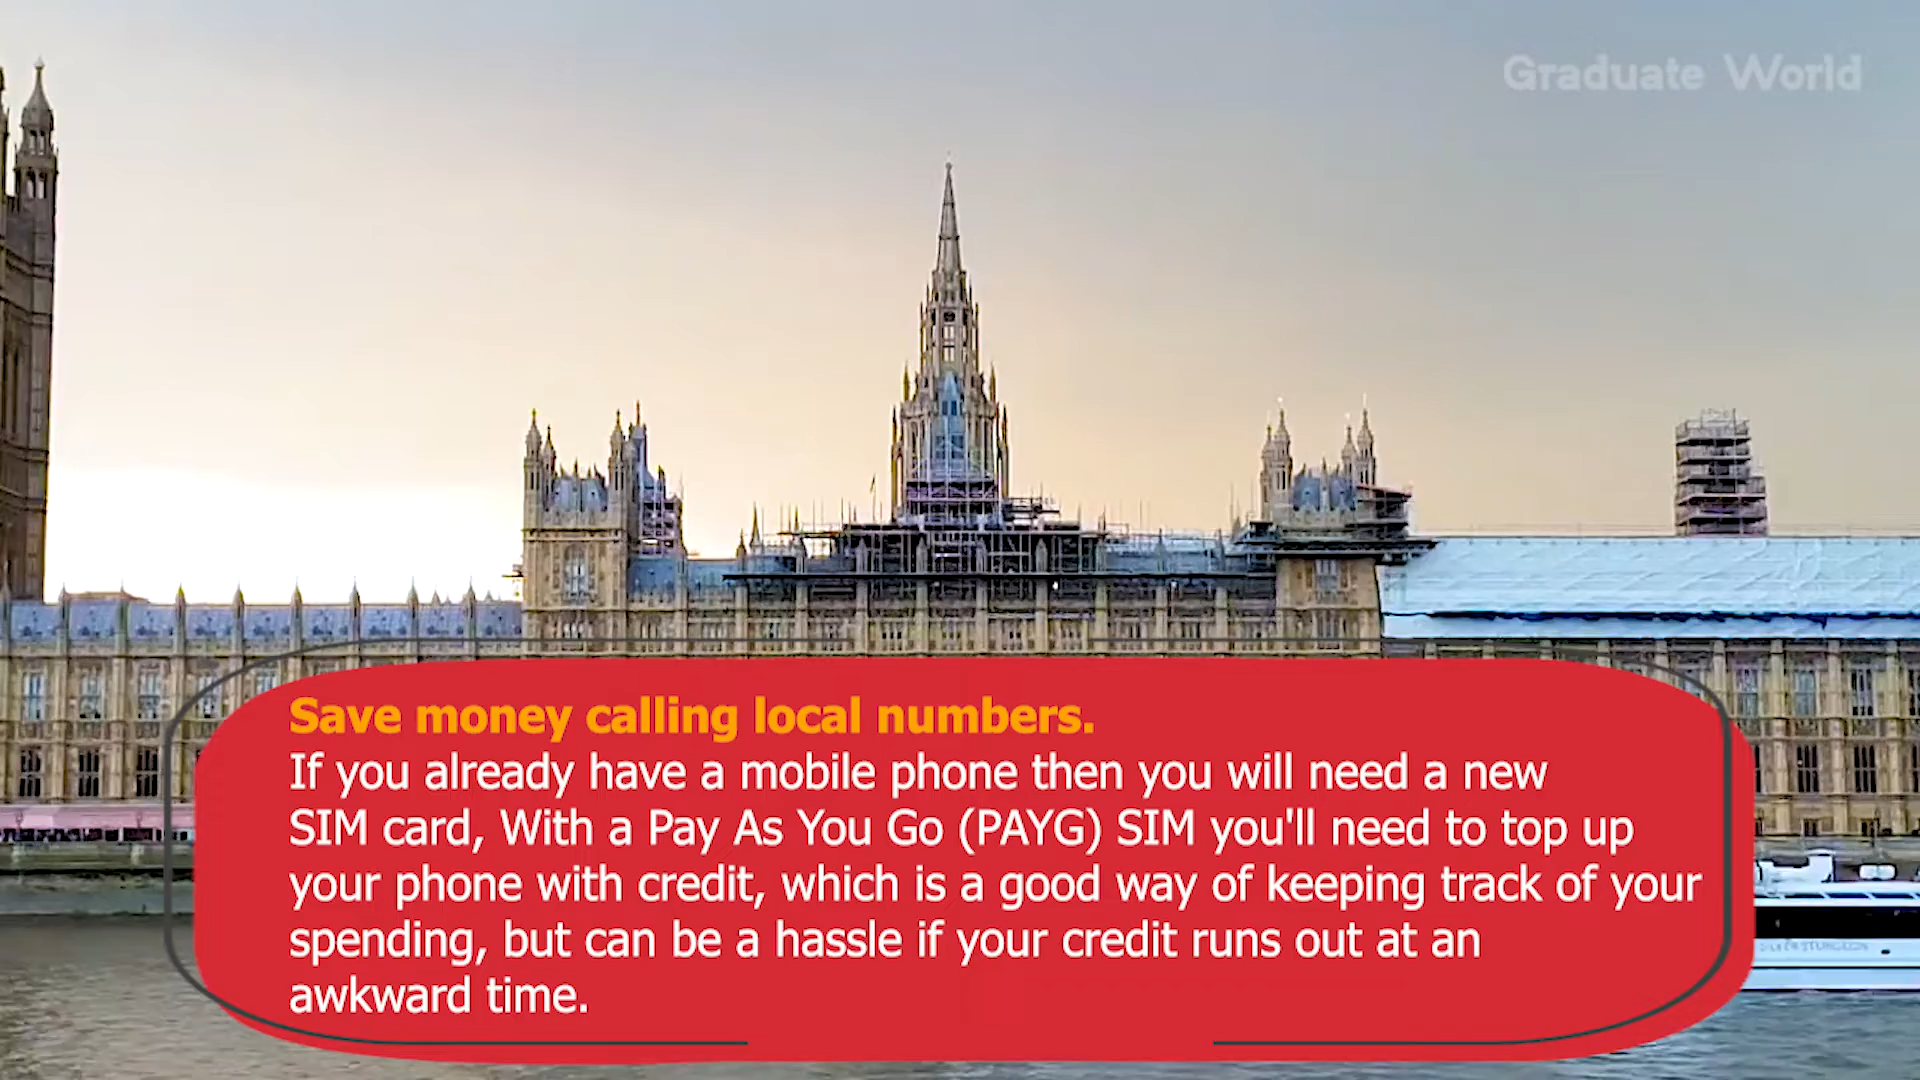 Graduate World
Save money calling local numbers.
If you already have a mobile phone then you will need a new
SIM card, With a Pay As You Go (PAYG) SIM you'll need to top up
your phone with credit, which is a good way of keeping track of your
spending, but can be a hassle if your credit runs out at an
awkward time.